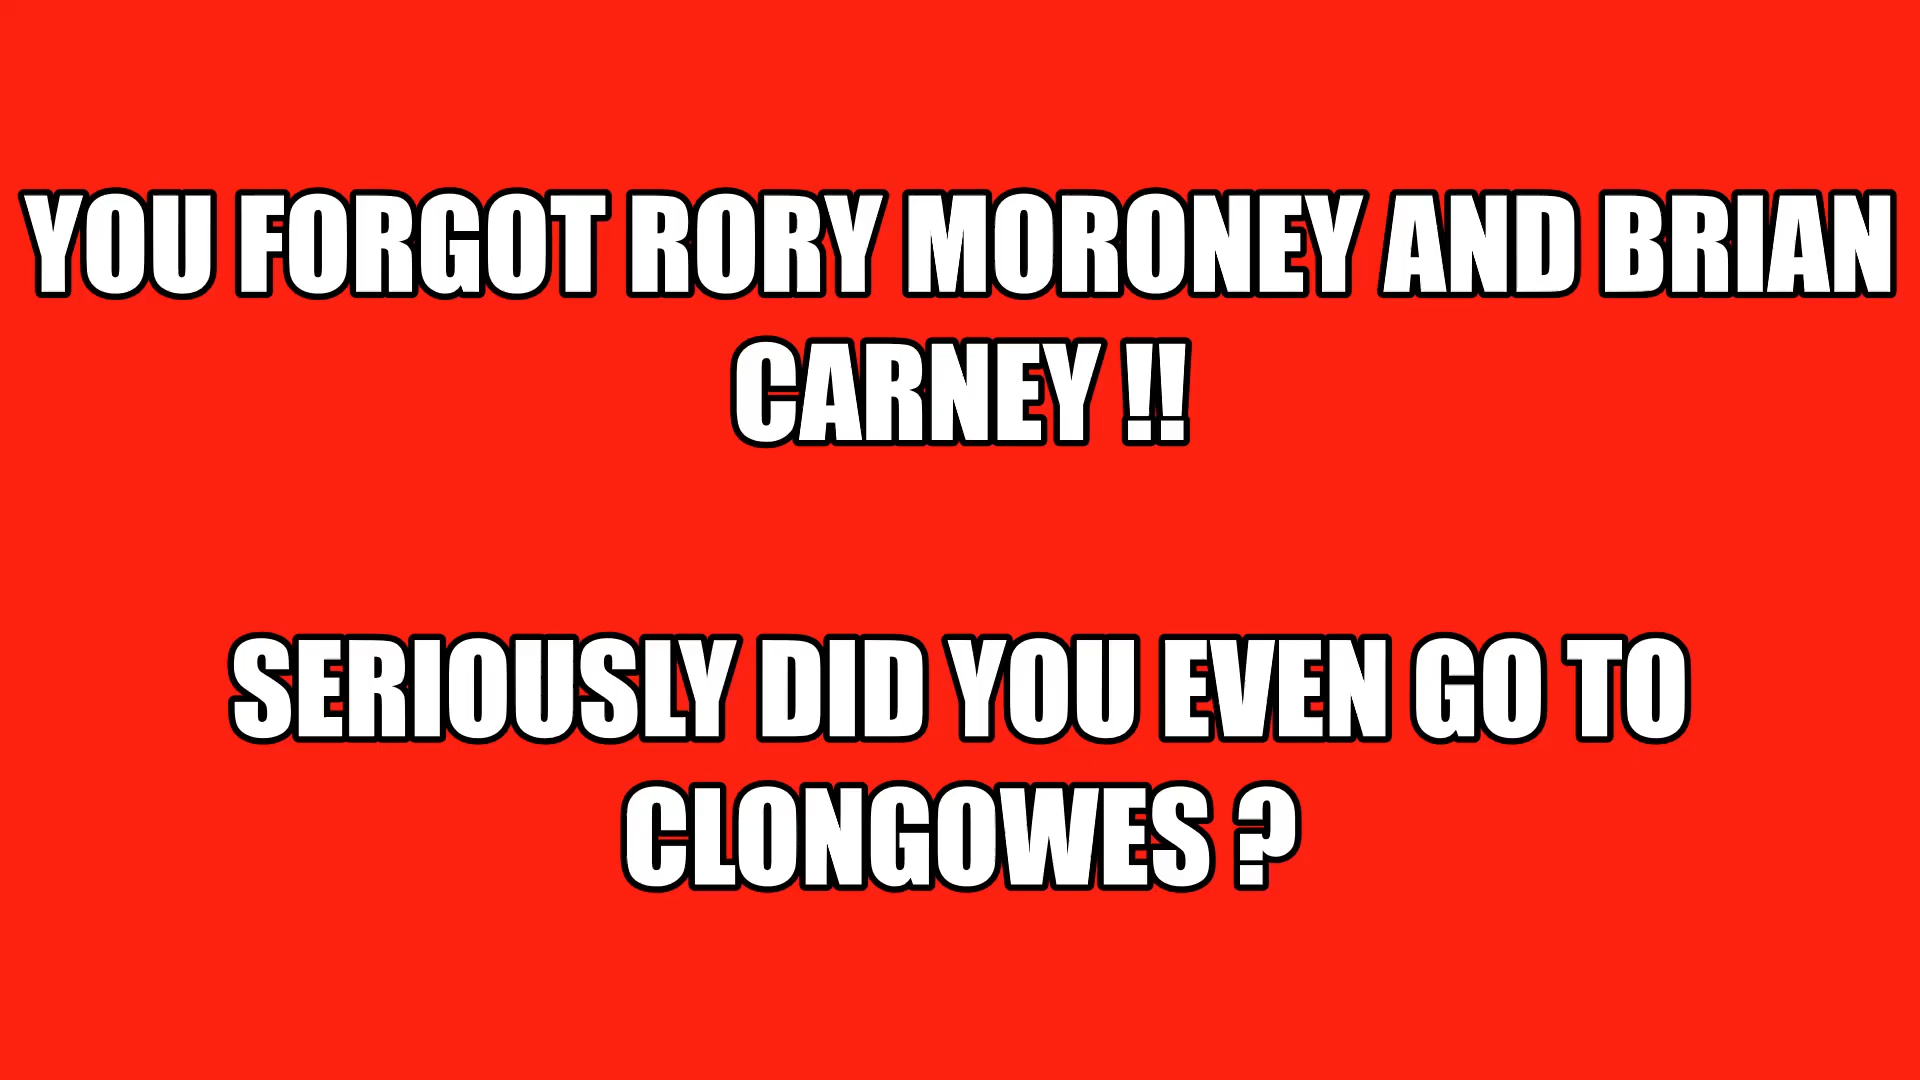 YOU FORGOT RORY MORONEY AND BRIAN
CARNEY !!
SERIOUSLY DID YOU EVEN GO TO
CLONGOWES ?